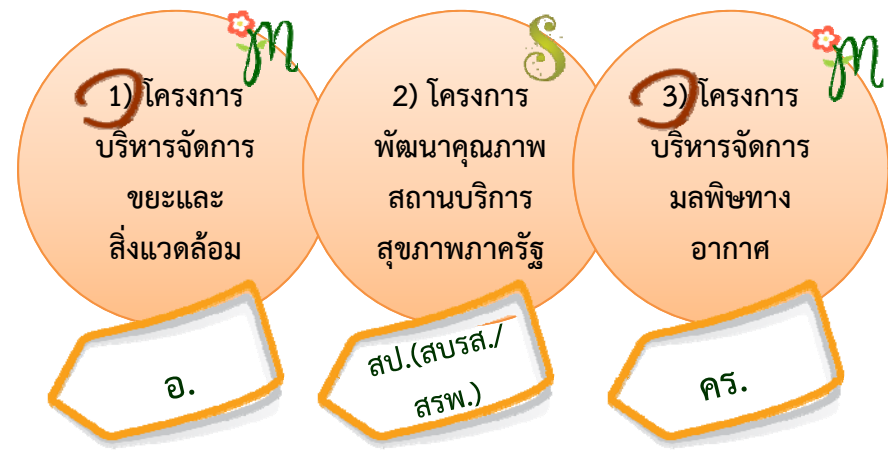 m
S
m
1) โครงการ
บริหารจัดการ
ขยะและ
สิ่งแวดล้อม
2) โครงการ
พัฒนาคุณภาพ
สถานบริการ
สุขภาพภาครัฐ
3) โครงการ
บริหารจัดการ
มลพิษทาง
อากาศ
อ.
สป.(สบรส./
สรพ.)
คร.